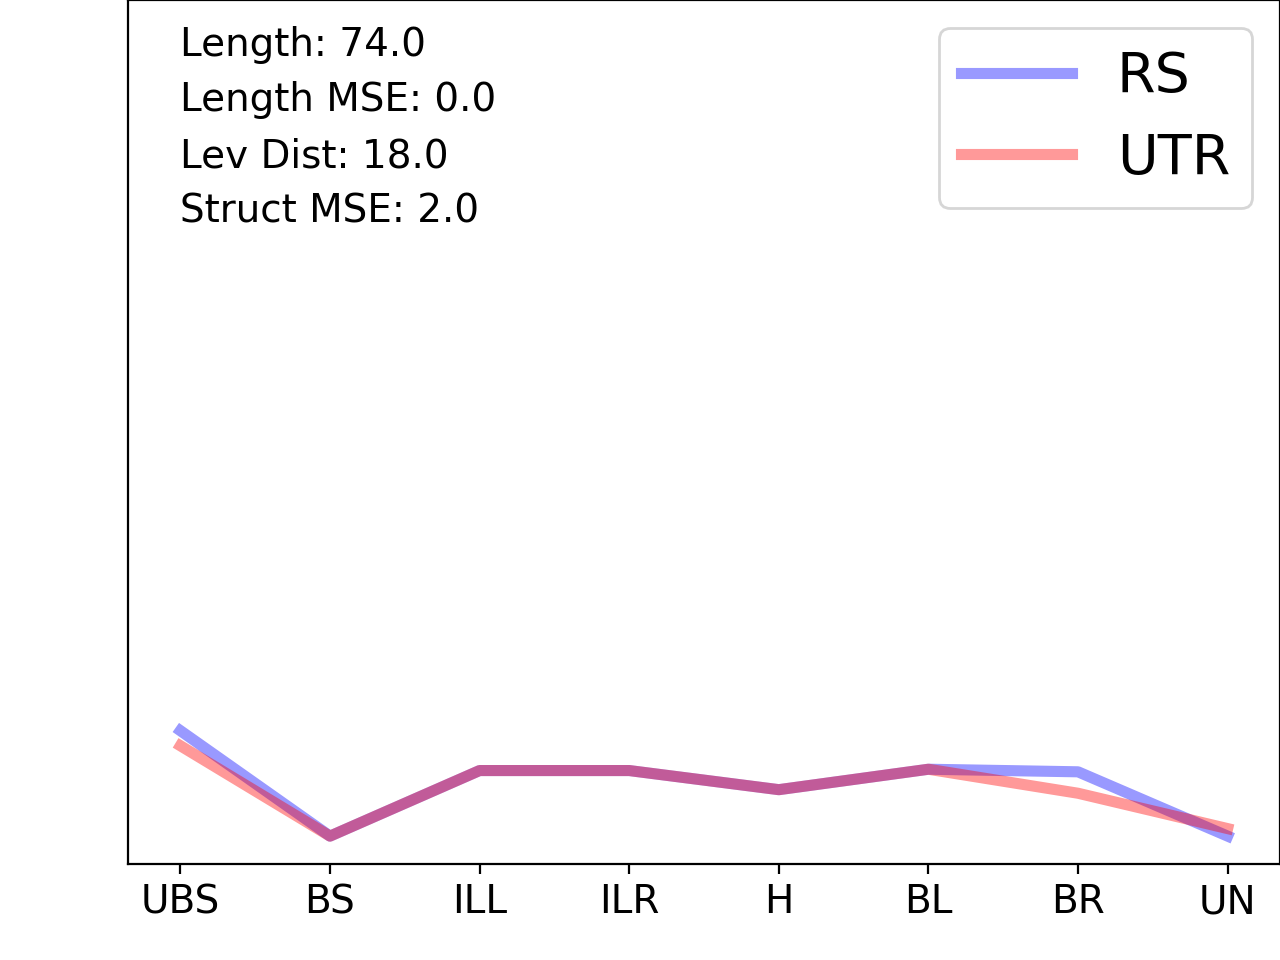 Length: 74.0
Length MSE: 0.0
Lev Dist: 18.0
Struct MSE: 2.0
RS
UTR
UBS BS ILL ILR H BL BR UN